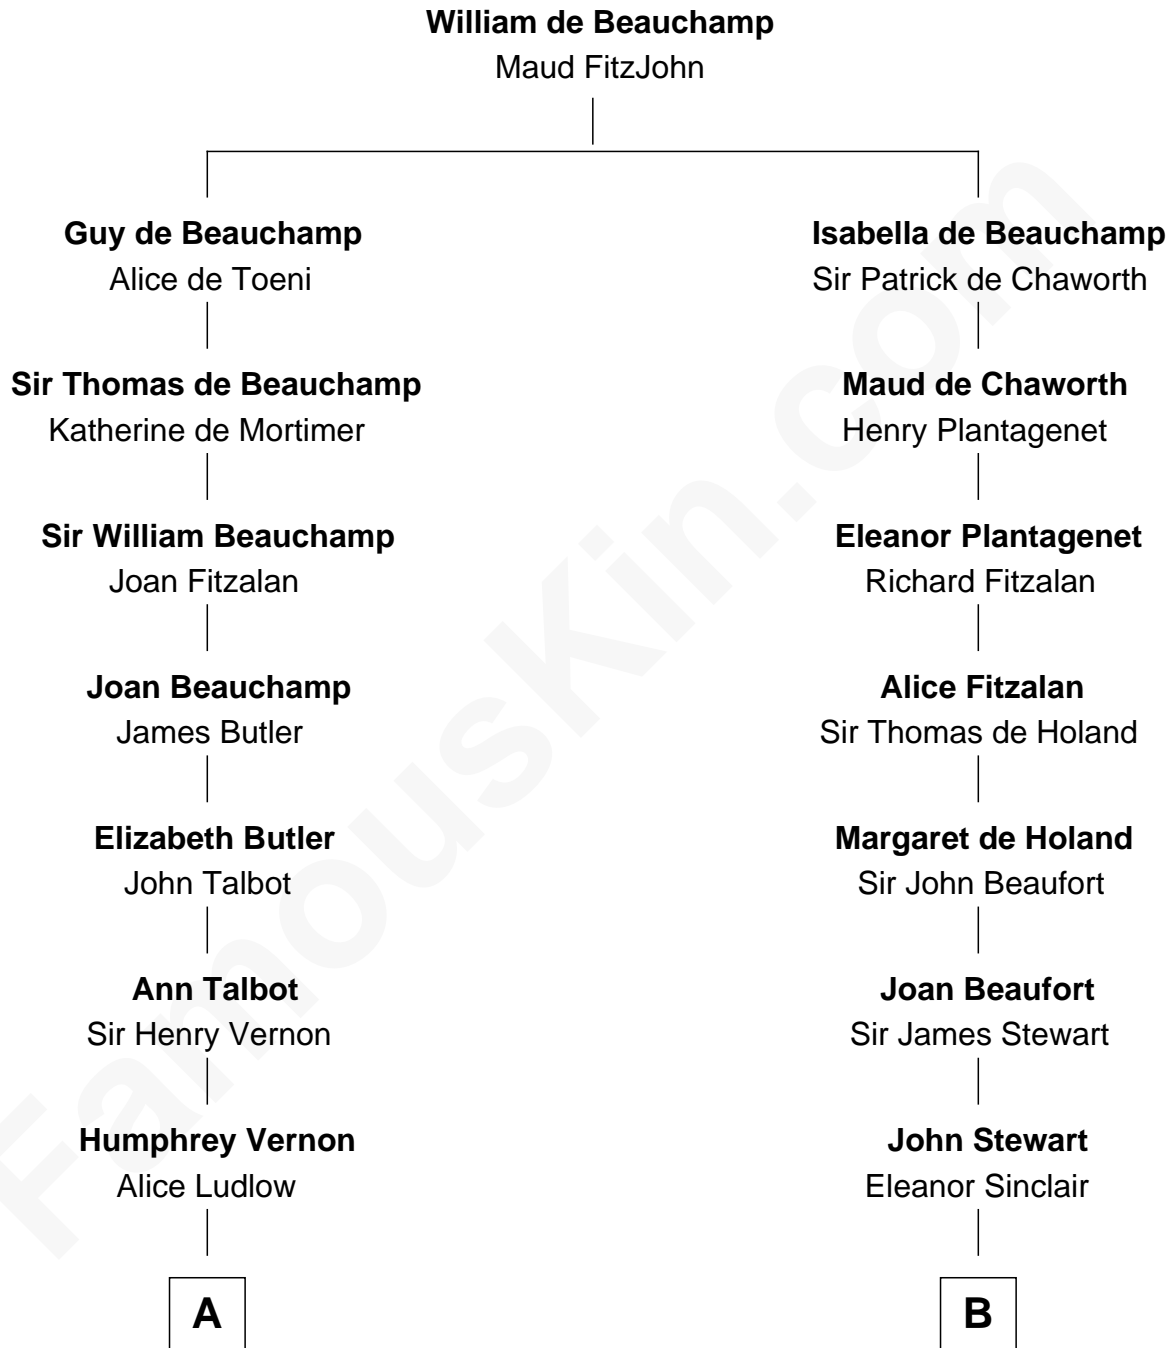 William de Beauchamp
Maud FitzJohn
Guy de Beauchamp
Alice de Toeni
Isabella de Beauchamp
Sir Patrick de Chaworth
Sir Thomas de Beauchamp
Katherine de Mortimer
Maud de Chaworth
Henry Plantagenet
Sir William Beauchamp
Joan Fitzalan
Eleanor Plantagenet
Richard Fitzalan
Joan Beauchamp
James Butler
Alice Fitzalan
Sir Thomas de Holand
Elizabeth Butler
John Talbot
Margaret de Holand
Sir John Beaufort
Ann Talbot
Sir Henry Vernon
Joan Beaufort
Sir James Stewart
Humphrey Vernon
Alice Ludlow
John Stewart
Eleanor Sinclair
A
B
FamousKin.com